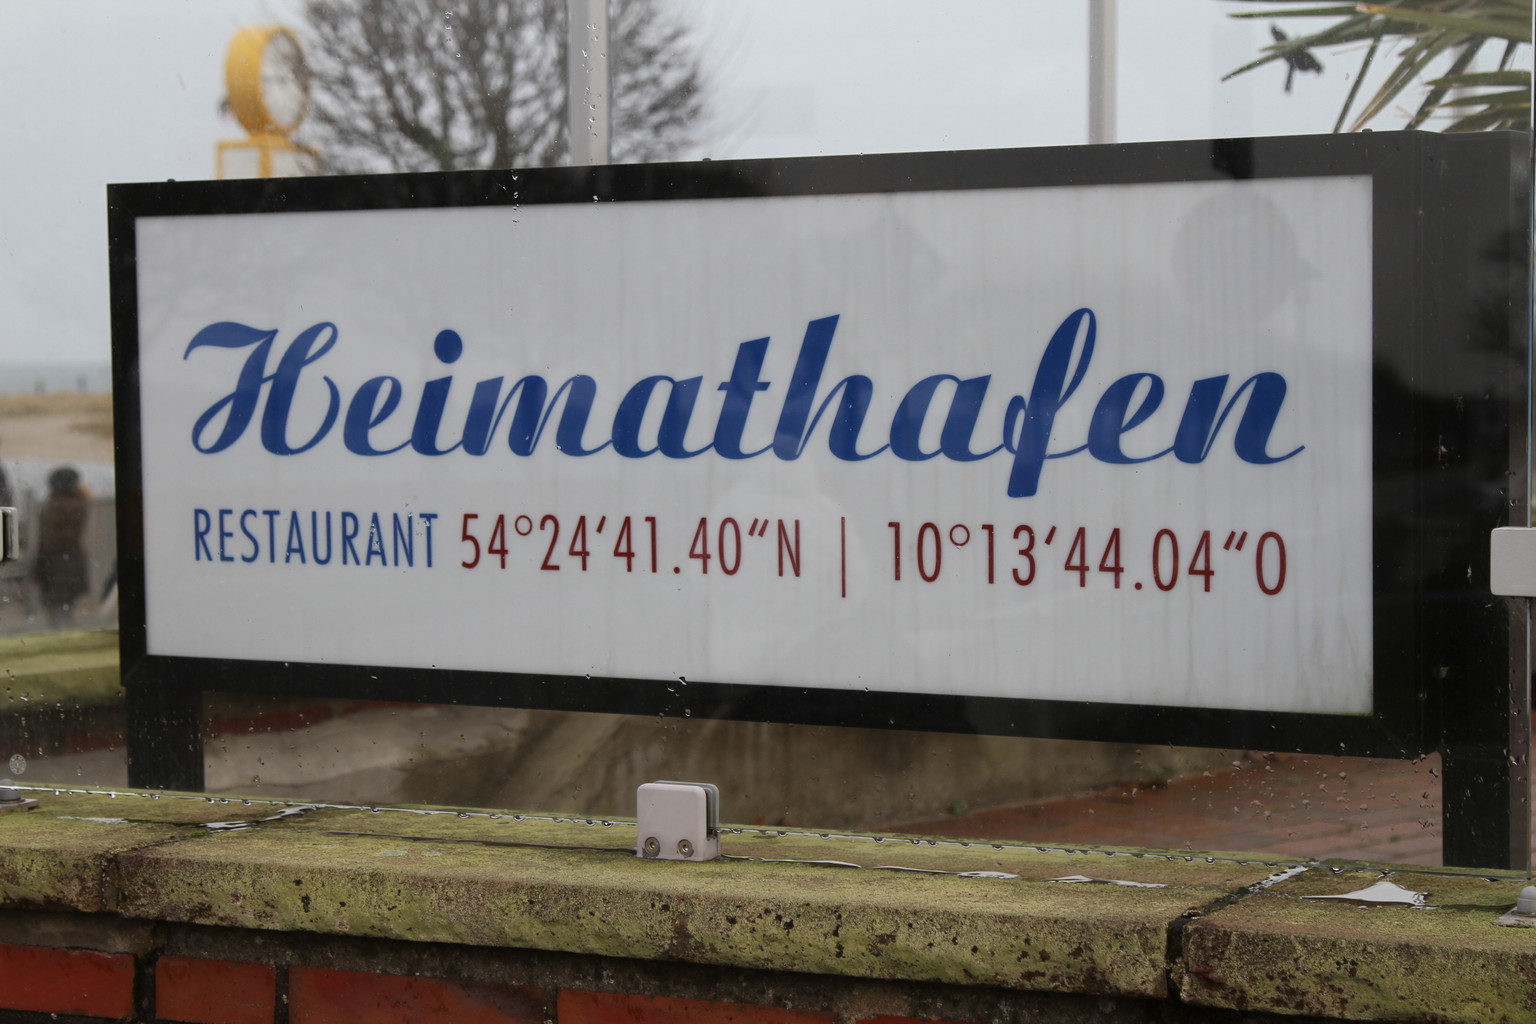 Heimathafen
RESTAURANT 54°24‘41.40“N | 10°13‘44.04“O